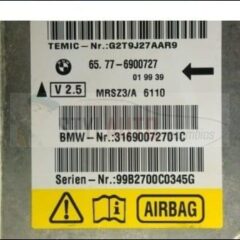 TEMIC-Nr.:G2T9J27AAR9
65.77-6900727
01 99 39
V 2.5 MRSZ3/A 6110
BMW-Nr.:31690072701C
Serien-Nr.:99B2700C0345G
AIRBAG